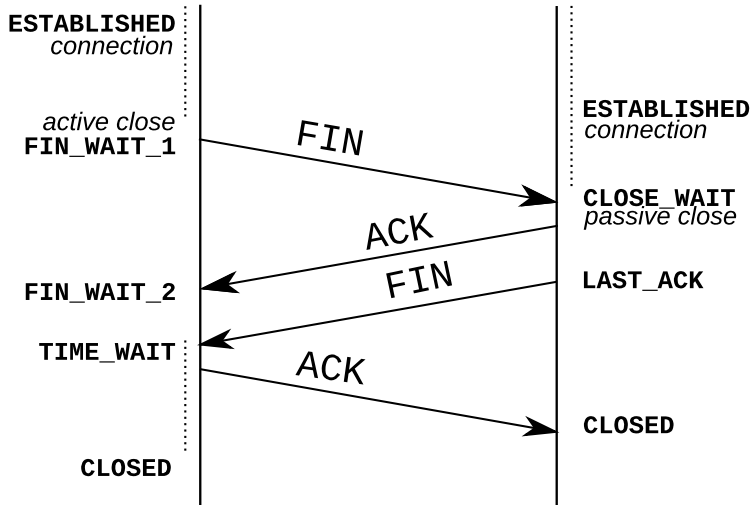 ESTABLISHED
connection
active close
FIN_WAIT_1
FIN
ESTABLISHED
connection
CLOSE_WAIT
passive close
ACK
FIN
FIN_WAIT_2
LAST_ACK
TIME_WAIT
ACK
CLOSED
CLOSED